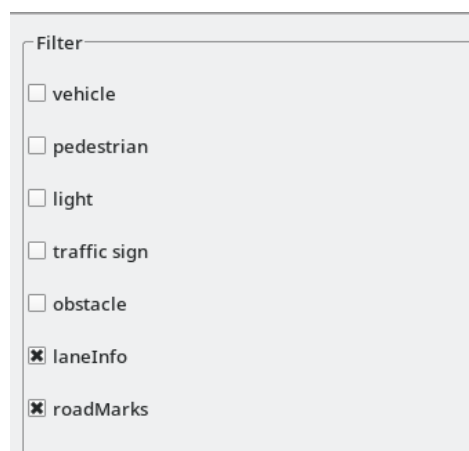 Filter
vehicle
pedestrian
light
traffic sign
obstacle
laneInfo
roadMarks